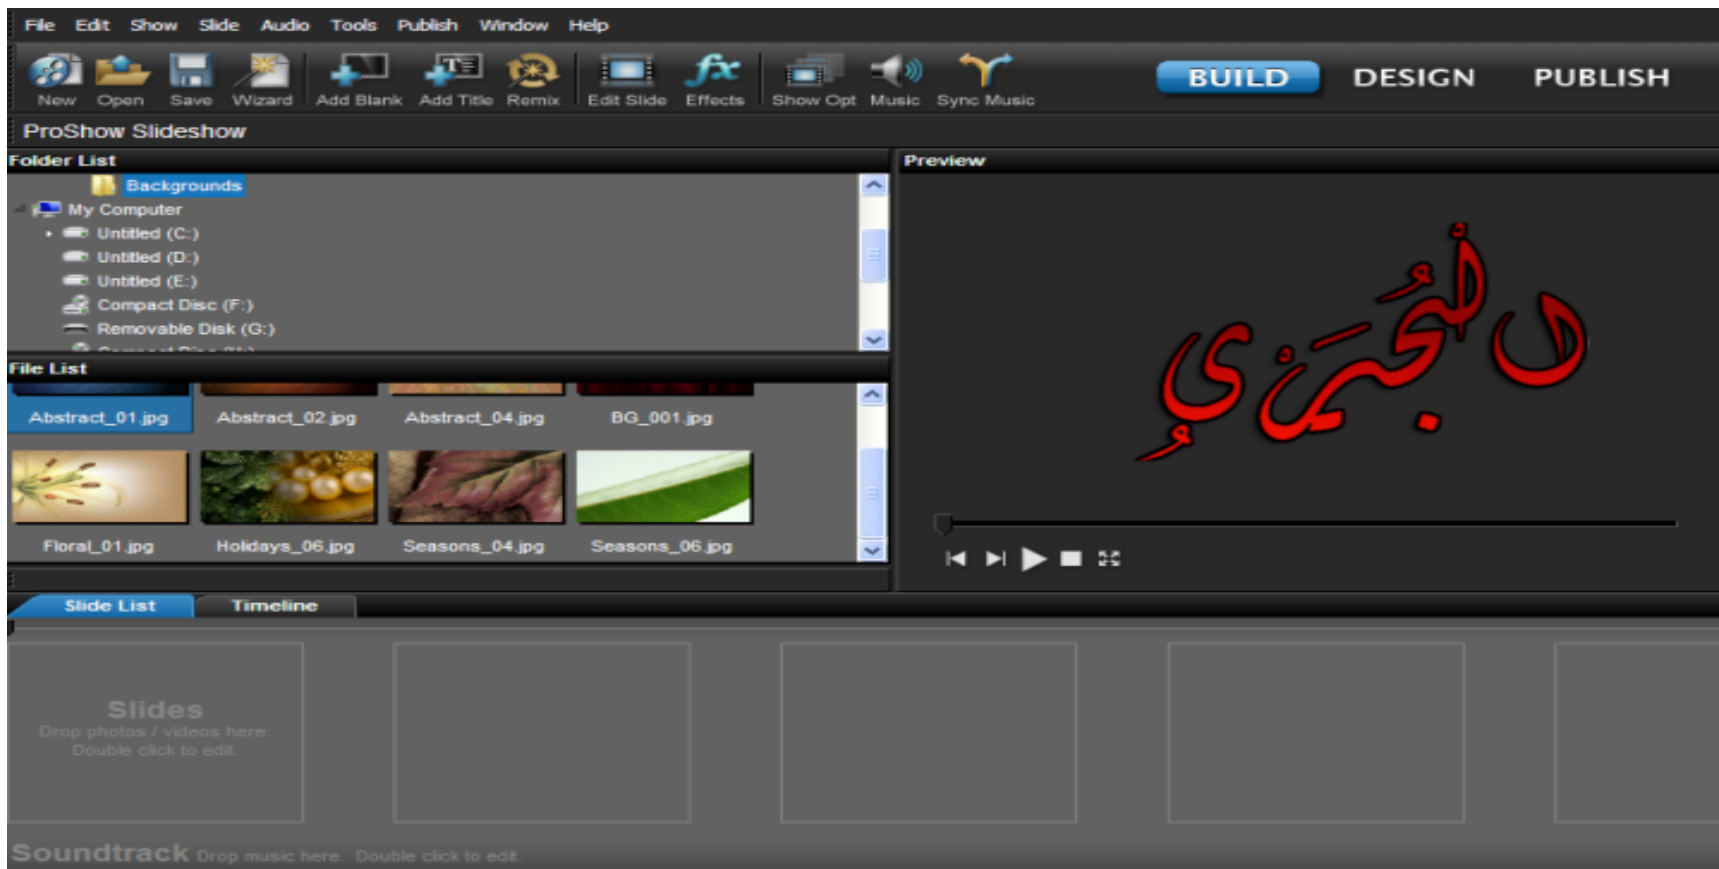 File Edit Show Slide Audio Tools Publish Window Help
New Open Save Wizard Add Blank Add Title Remix Edit Slide Effects Show Opt Music Sync Music
BUILD DESIGN PUBLISH
ProShow Slideshow
Folder List
Backgrounds
My Computer
Untitled (C:)
Untitled (D:)
Untitled (E:)
Compact Disc (F:)
Removable Disk (G:)
File List
Abstract_01.jpg Abstract_02.jpg Abstract_04.jpg BG_001.jpg
Floral_01.jpg Holidays_06.jpg Seasons_04.jpg Seasons_06.jpg
Preview
Slide List Timeline
Slides
Drop photos / videos here.
Double click to edit.
Soundtrack Drop music here. Double click to edit.